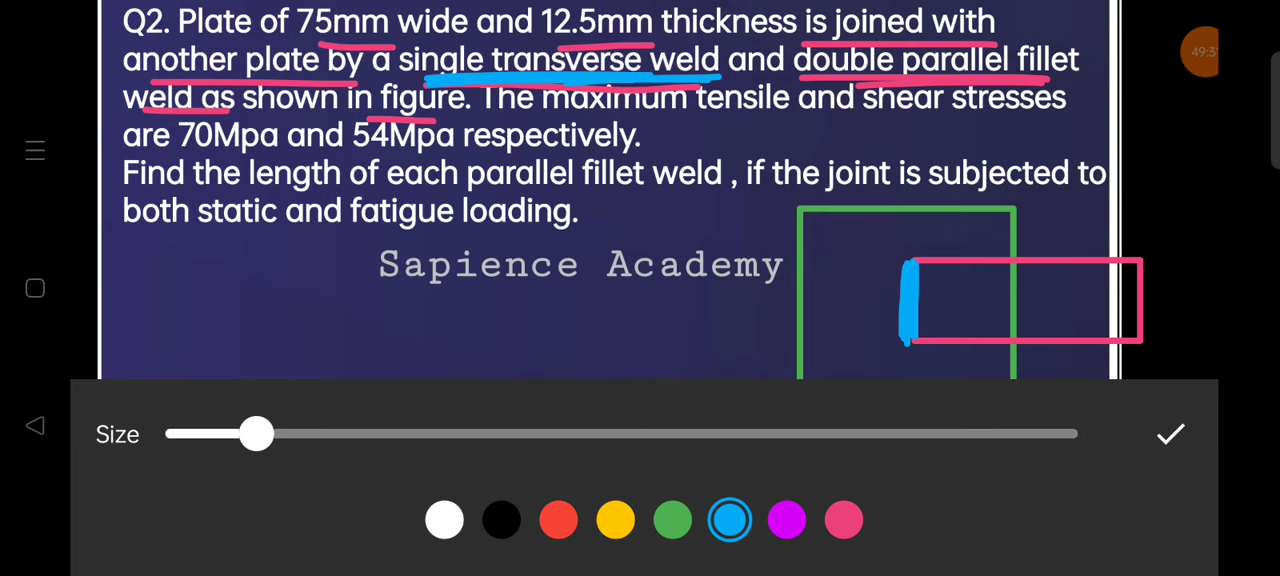 Q2. Plate of 75mm wide and 12.5mm thickness is joined with
another plate by a single transverse weld and double parallel fillet
weld as shown in figure. The maximum tensile and shear stresses
are 70Mpa and 54Mpa respectively.
Find the length of each parallel fillet weld , if the joint is subjected to
both static and fatigue loading.
Sapience Academy
Size